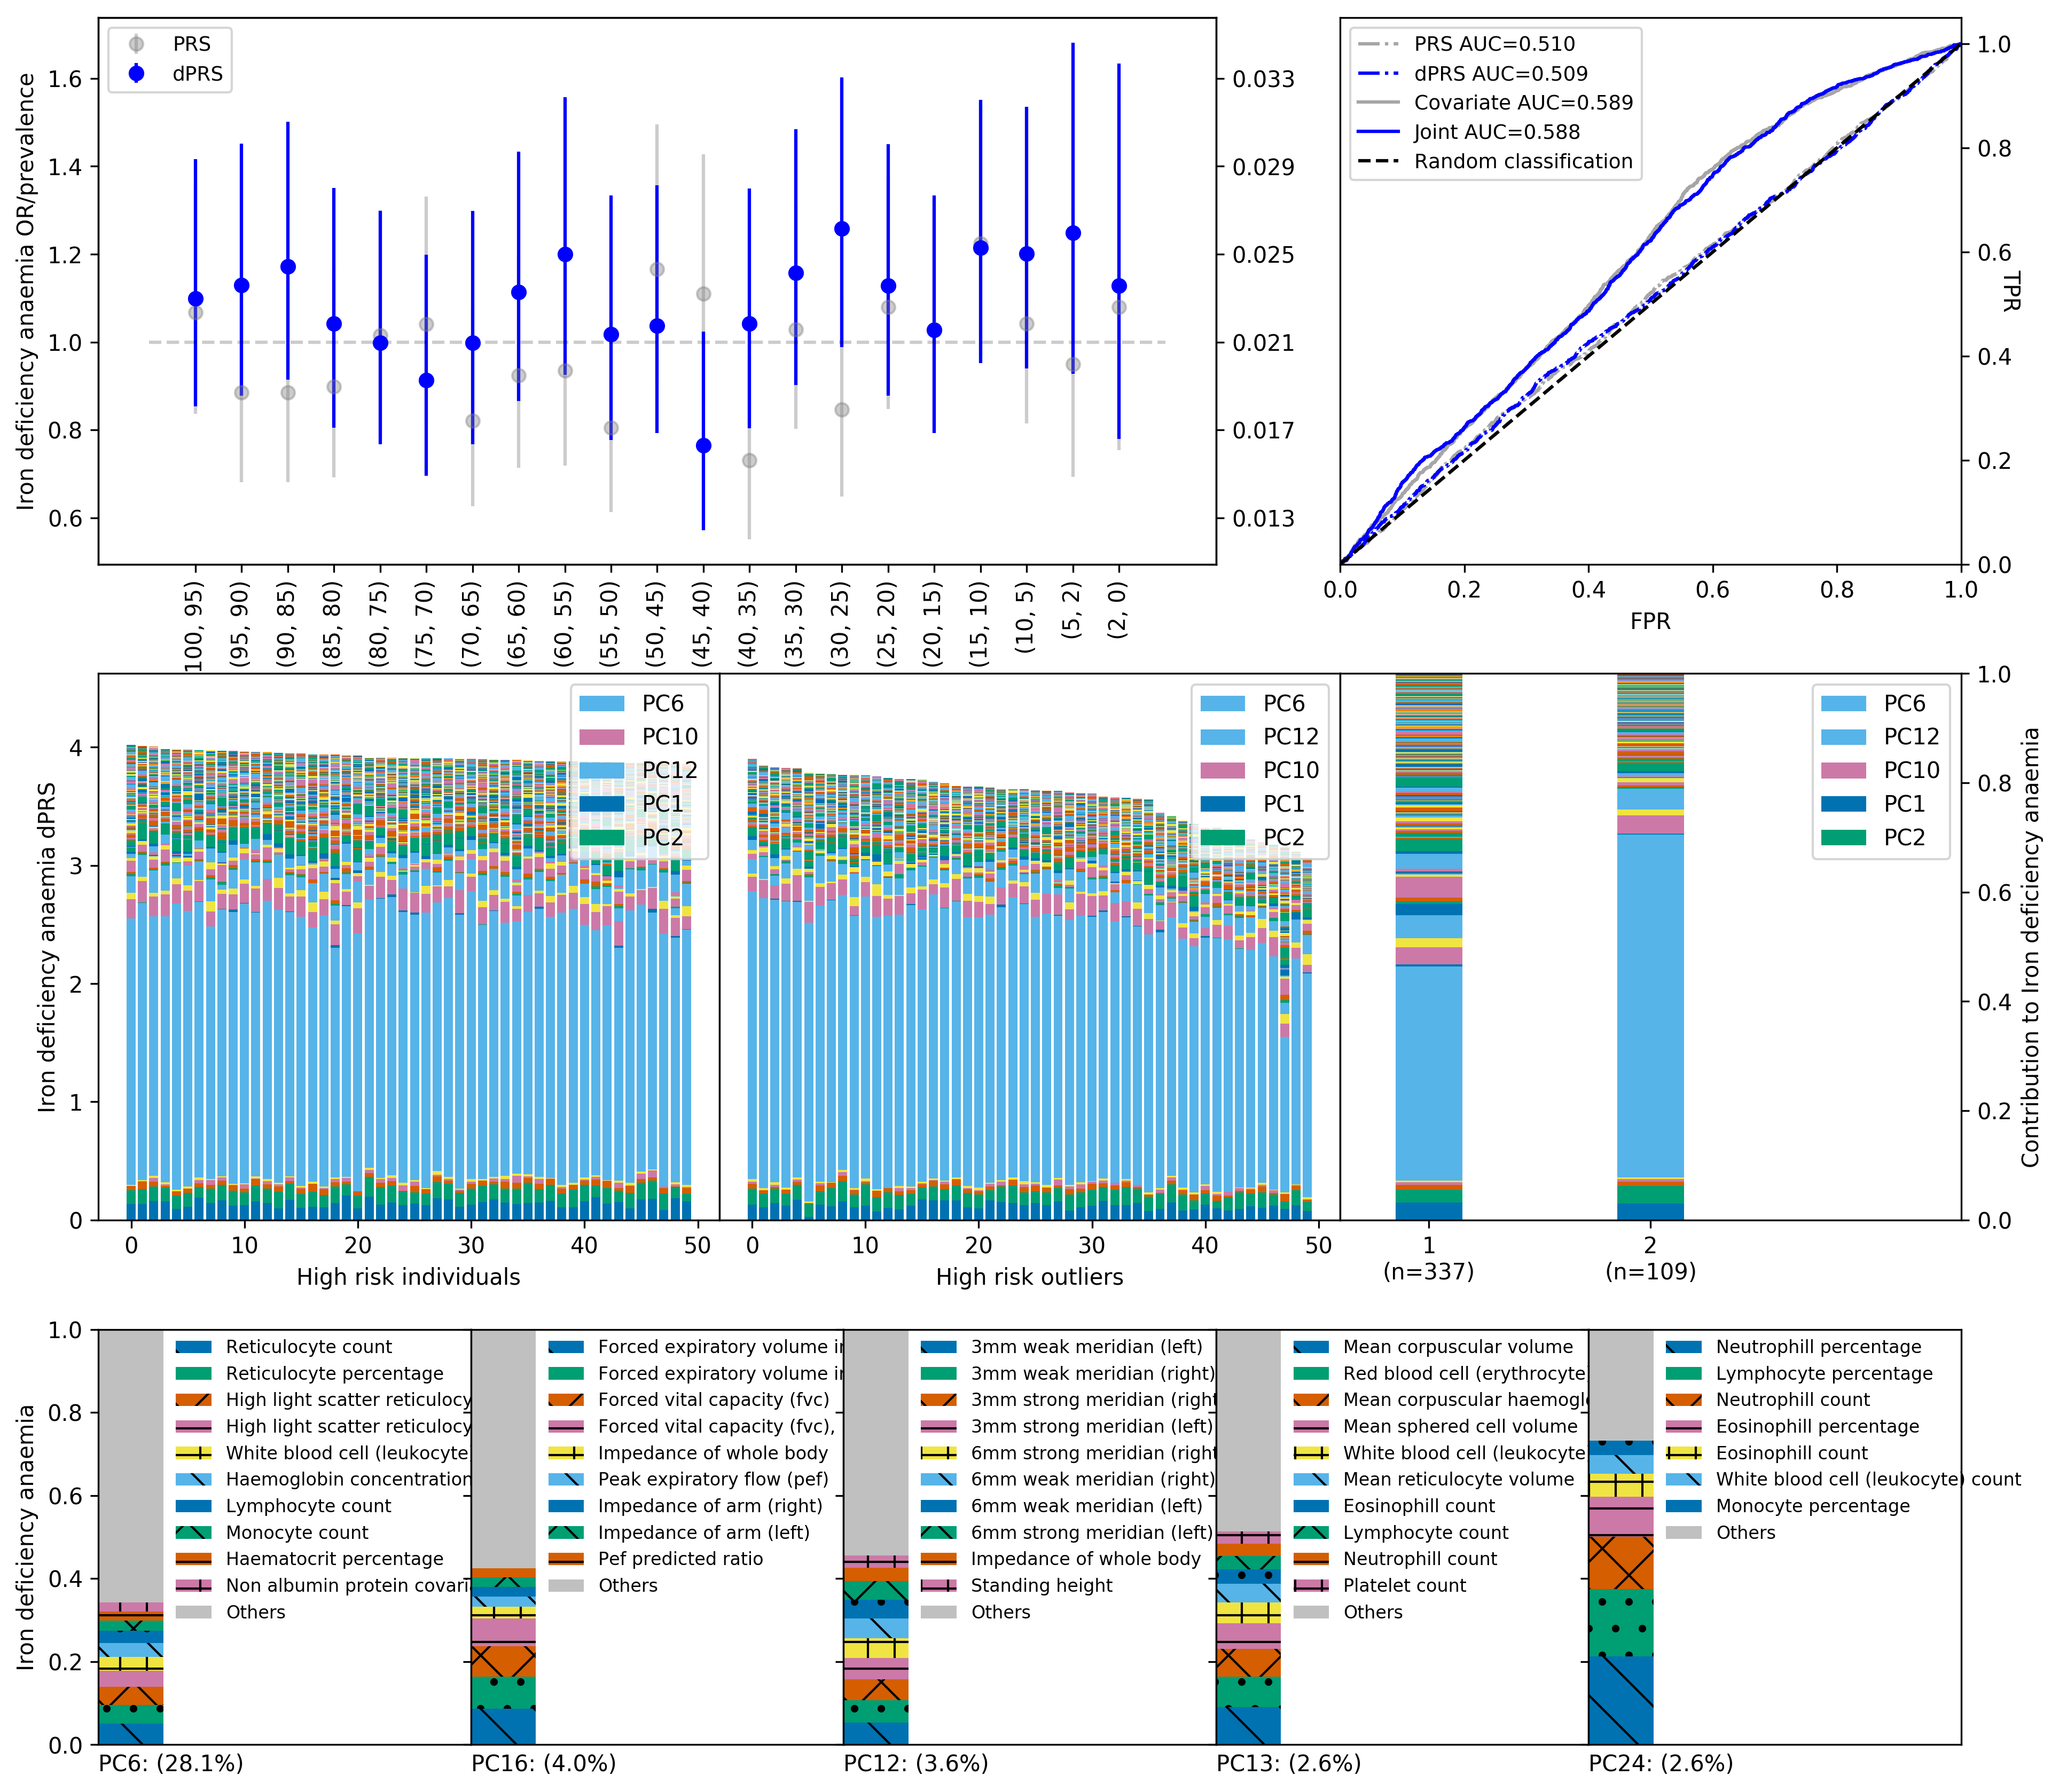 PRS
dPRS
Iron deficiency anaemia OR/prevalence
1.6
1.4
1.2
1.0
0.8
0.6
0.033
0.029
0.025
0.021
0.017
0.013
100, 95)
(95, 90)
(90, 85)
(85, 80)
(80, 75)
(75, 70)
(70, 65)
(65, 60)
(60, 55)
(55, 50)
(50, 45)
(45, 40)
(40, 35)
(35, 30)
(30, 25)
(25, 20)
(20, 15)
(15, 10)
(10, 5)
(5, 2)
(2, 0)
PRS AUC=0.510
dPRS AUC=0.509
Covariate AUC=0.589
Joint AUC=0.588
Random classification
1.0
0.8
0.6
0.4
0.2
0.0
TPR
0.0 0.2 0.4 0.6 0.8 1.0
FPR
Iron deficiency anaemia dPRS
4
3
2
1
0
PC6
PC10
PC12
PC1
PC2
0 10 20 30 40 50
High risk individuals
PC6
PC12
PC10
PC1
PC2
0 10 20 30 40 50
High risk outliers
PC6
PC12
PC10
PC1
PC2
1
(n=337)
2
(n=109)
1.0
0.8
0.6
0.4
0.2
0.0
Contribution to Iron deficiency anaemia
Iron deficiency anaemia
1.0
0.8
0.6
0.4
0.2
0.0
Reticulocyte count
Reticulocyte percentage
High light scatter reticulocy
High light scatter reticulocy
White blood cell (leukocyte
Haemoglobin concentration
Lymphocyte count
Monocyte count
Haematocrit percentage
Non albumin protein covari
Others
PC6: (28.1%)
Forced expiratory volume in
Forced expiratory volume in
Forced vital capacity (fvc)
Forced vital capacity (fvc),
Impedance of whole body
Peak expiratory flow (pef)
Impedance of arm (right)
Impedance of arm (left)
Pef predicted ratio
Others
PC16: (4.0%)
3mm weak meridian (left)
3mm weak meridian (right)
3mm strong meridian (right
3mm strong meridian (left)
6mm strong meridian (right
6mm weak meridian (right)
6mm weak meridian (left)
6mm strong meridian (left)
Impedance of whole body
Standing height
Others
PC12: (3.6%)
Mean corpuscular volume
Red blood cell (erythrocyte
Mean corpuscular haemogl
Mean sphered cell volume
White blood cell (leukocyte
Mean reticulocyte volume
Eosinophill count
Lymphocyte count
Neutrophill count
Platelet count
Others
PC13: (2.6%)
Neutrophill percentage
Lymphocyte percentage
Neutrophill count
Eosinophill percentage
Eosinophill count
White blood cell (leukocyte) count
Monocyte percentage
Others
PC24: (2.6%)